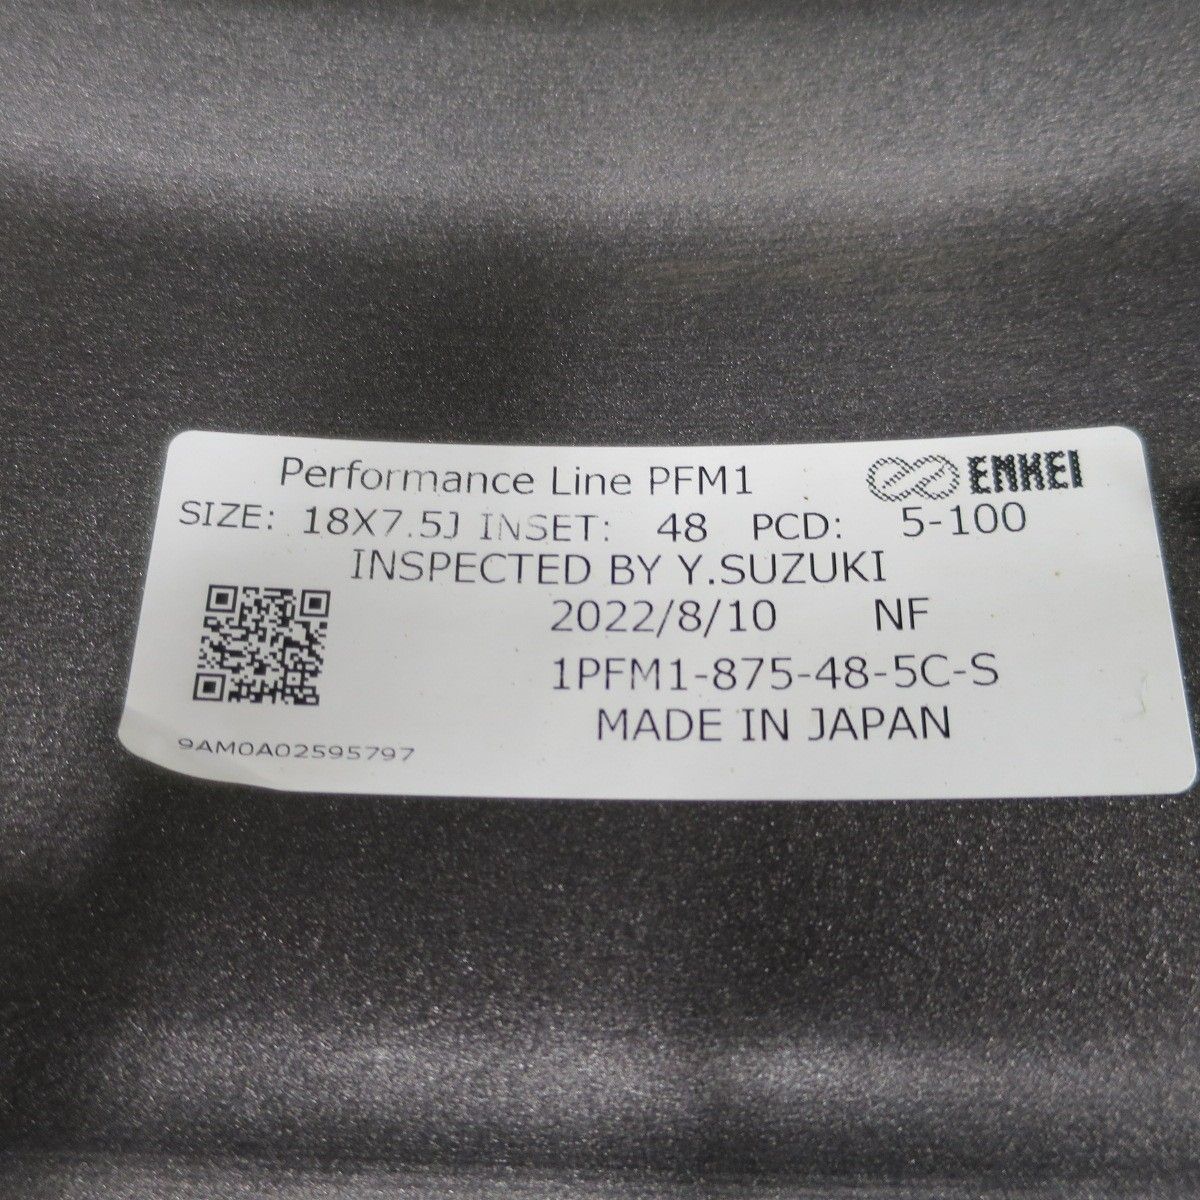 Performance Line PFM1 ENKEI
SIZE: 18X7.5J INSET: 48 PCD: 5-100
INSPECTED BY Y.SUZUKI
2022/8/10 NF
1PFM1-875-48-5C-S
MADE IN JAPAN
9AM0A02595797